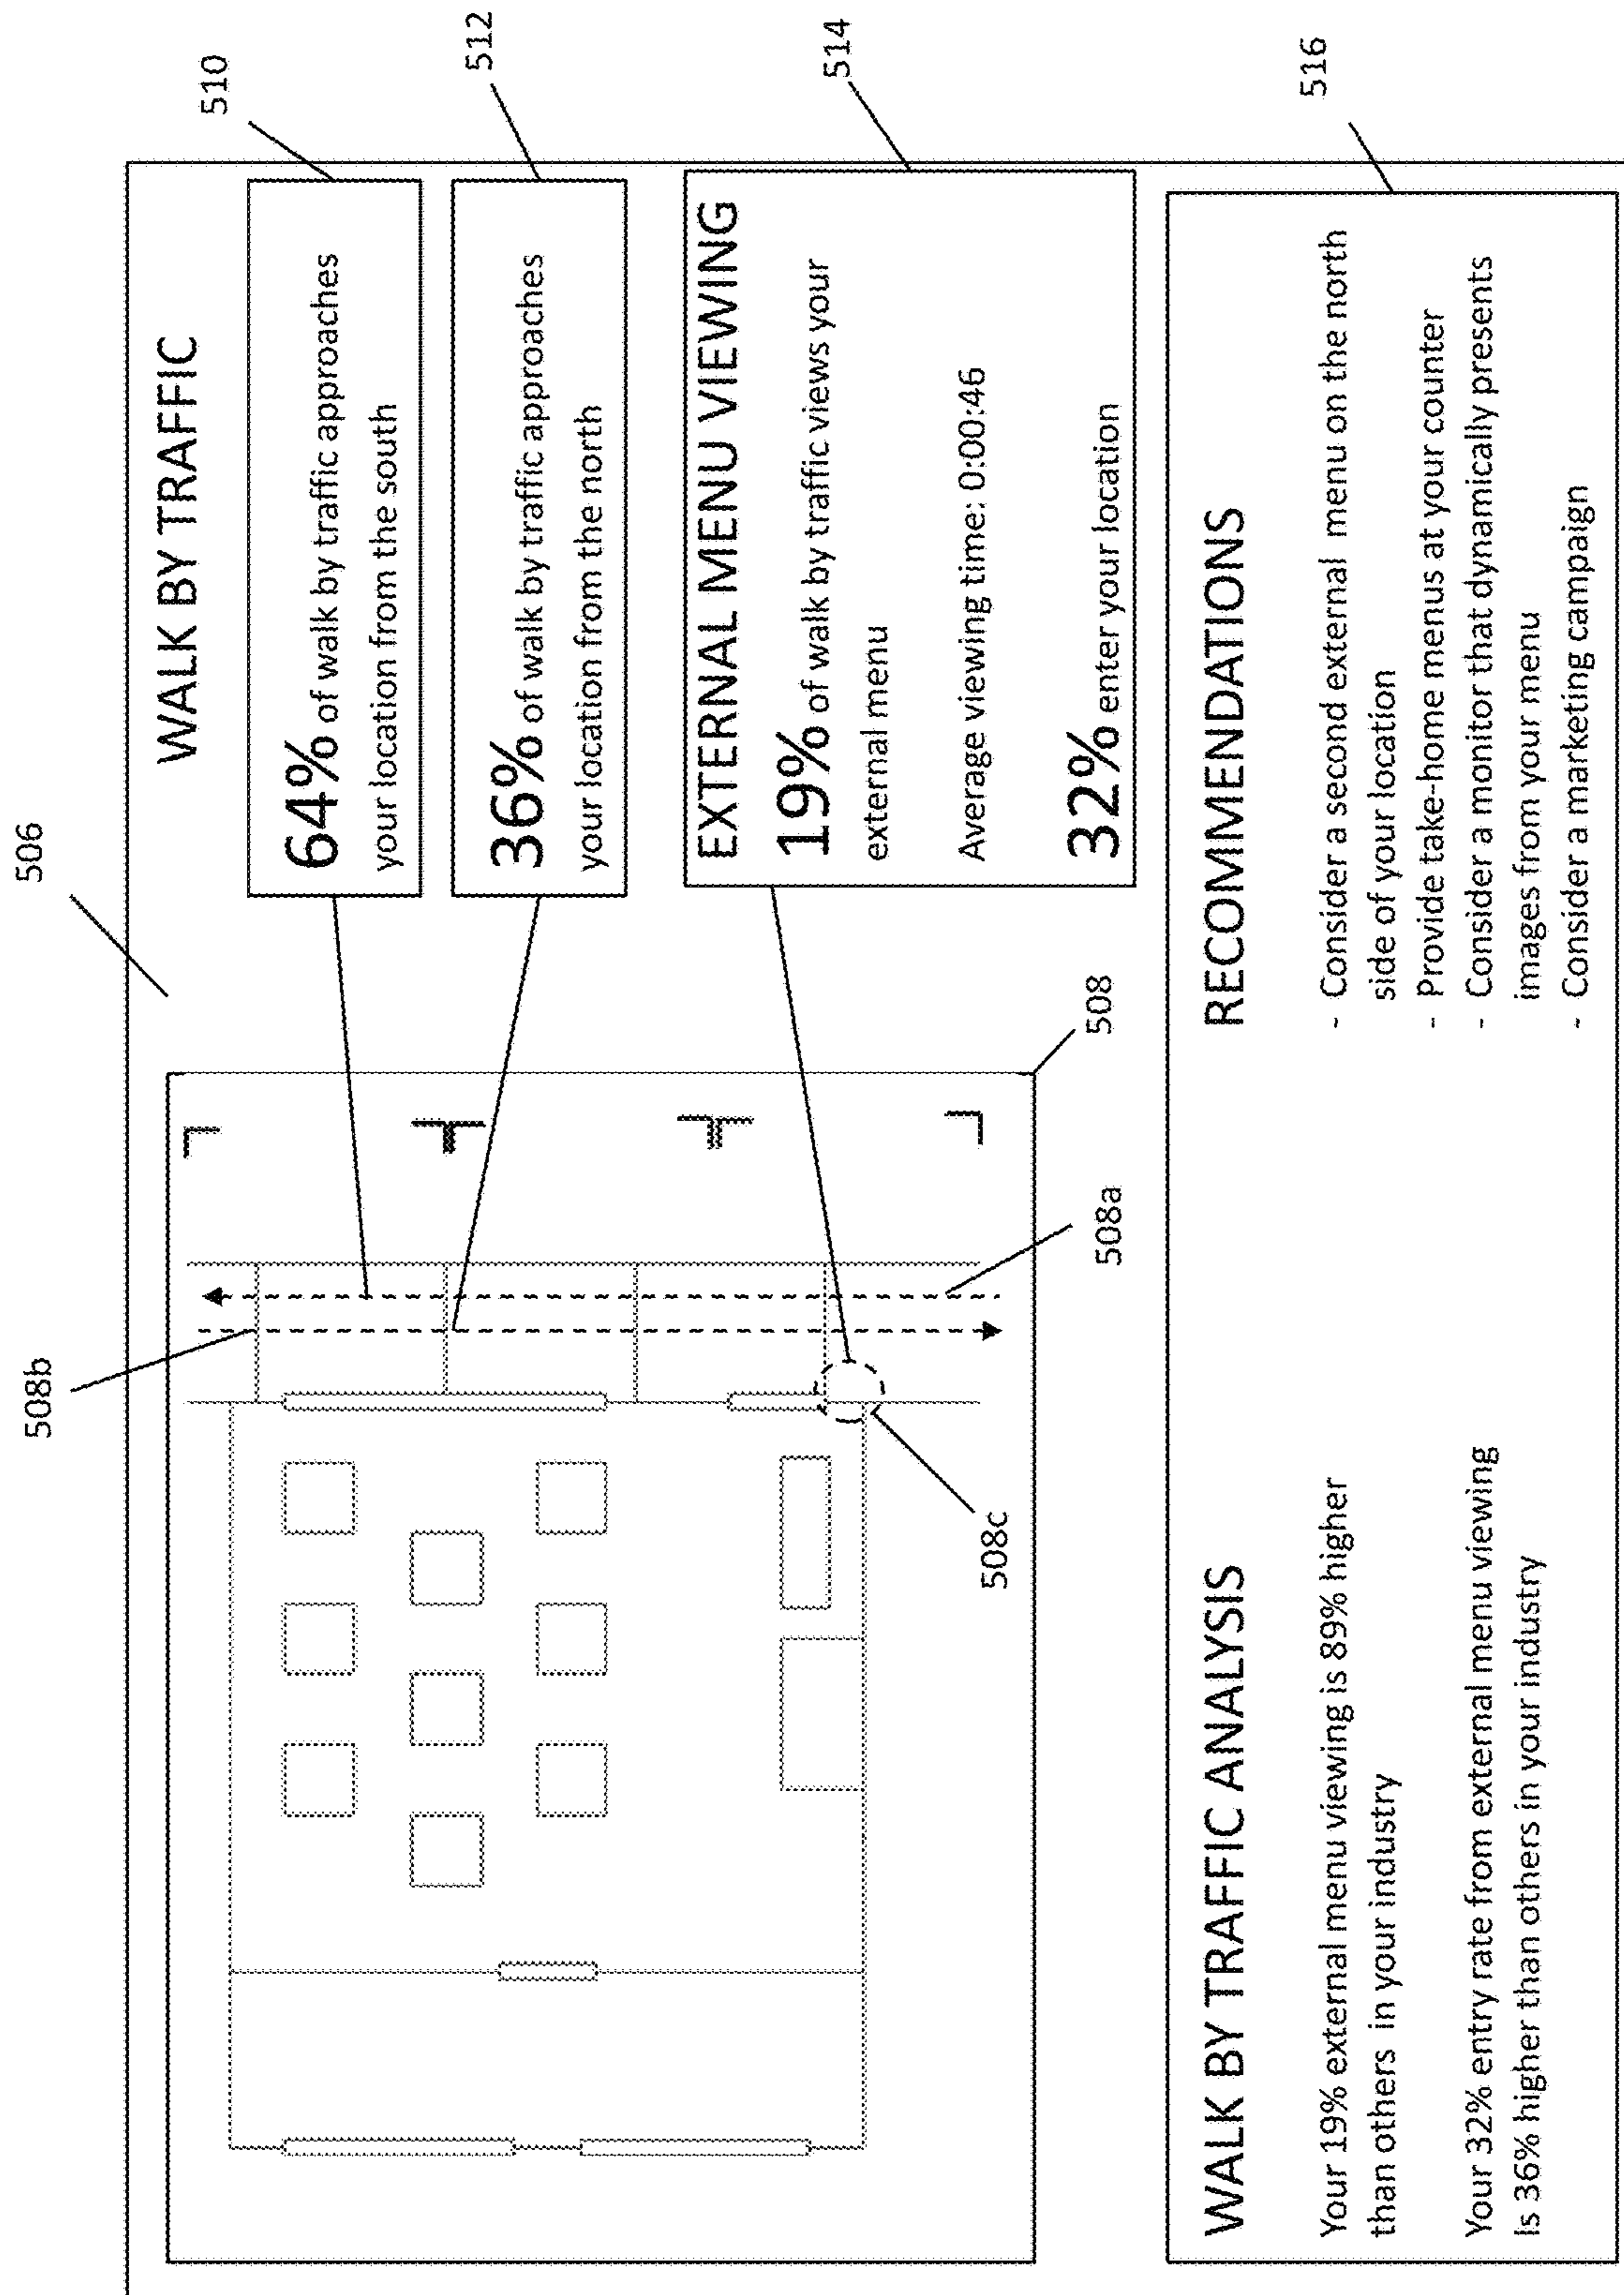 506
WALK BY TRAFFIC
510
64% of walk by traffic approaches
your location from the south
512
36% of walk by traffic approaches
your location from the north
514
EXTERNAL MENU VIEWING
19% of walk by traffic views your
external menu
Average viewing time: 0:00:46
32% enter your location
508b
508
508a
508c
516
WALK BY TRAFFIC ANALYSIS
Your 19% external menu viewing is 89% higher
than others in your industry
Your 32% entry rate from external menu viewing
Is 36% higher than others in your industry
RECOMMENDATIONS
- Consider a second external menu on the north
side of your location
- Provide take-home menus at your counter
- Consider a monitor that dynamically presents
images from your menu
- Consider a marketing campaign